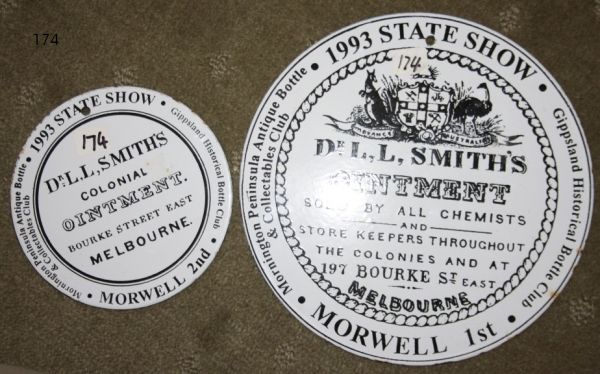 174
1993 STATE SHOW
Gippsland Historical Bottle Club
MORWELL 2nd
Mornington Peninsula Antique Bottle
& Collectables Club
174
DR. L.L. SMITH'S
COLONIAL
OINTMENT.
BOURKE STREET EAST
MELBOURNE.
1993 STATE SHOW
Gippsland Historical Bottle Club
MORWELL 1st
Mornington Peninsula Antique Bottle
& Collectables Club
174
ADVANCE AUSTRALIA
DR. L, L, SMITH'S
OINTMENT
SOLD BY ALL CHEMISTS
AND
STORE KEEPERS THROUGHOUT
THE COLONIES AND AT
197 BOURKE ST. EAST
MELBOURNE